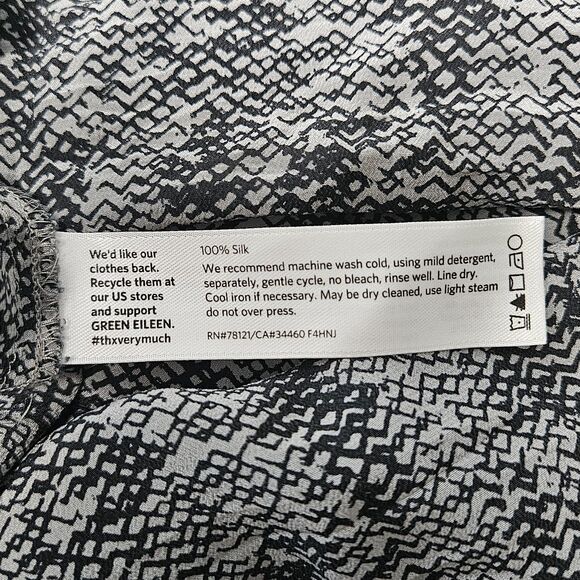 We'd like our
clothes back.
Recycle them at
our US stores
and support
GREEN EILEEN.
#thxverymuch
100% Silk
We recommend machine wash cold, using mild detergent,
separately, gentle cycle, no bleach, rinse well. Line dry.
Cool iron if necessary. May be dry cleaned, use light steam
do not over press.
RN#78121/CA#34460 F4HNJ